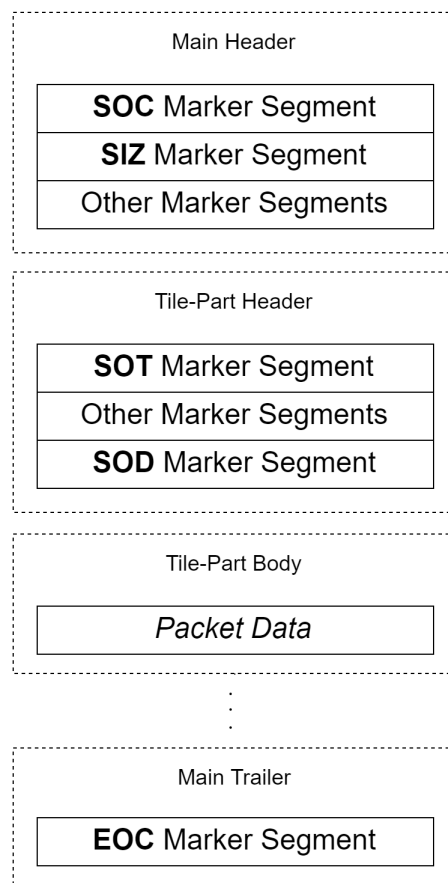 Main Header
SOC Marker Segment
SIZ Marker Segment
Other Marker Segments
Tile-Part Header
SOT Marker Segment
Other Marker Segments
SOD Marker Segment
Tile-Part Body
Packet Data
.
.
.
Main Trailer
EOC Marker Segment